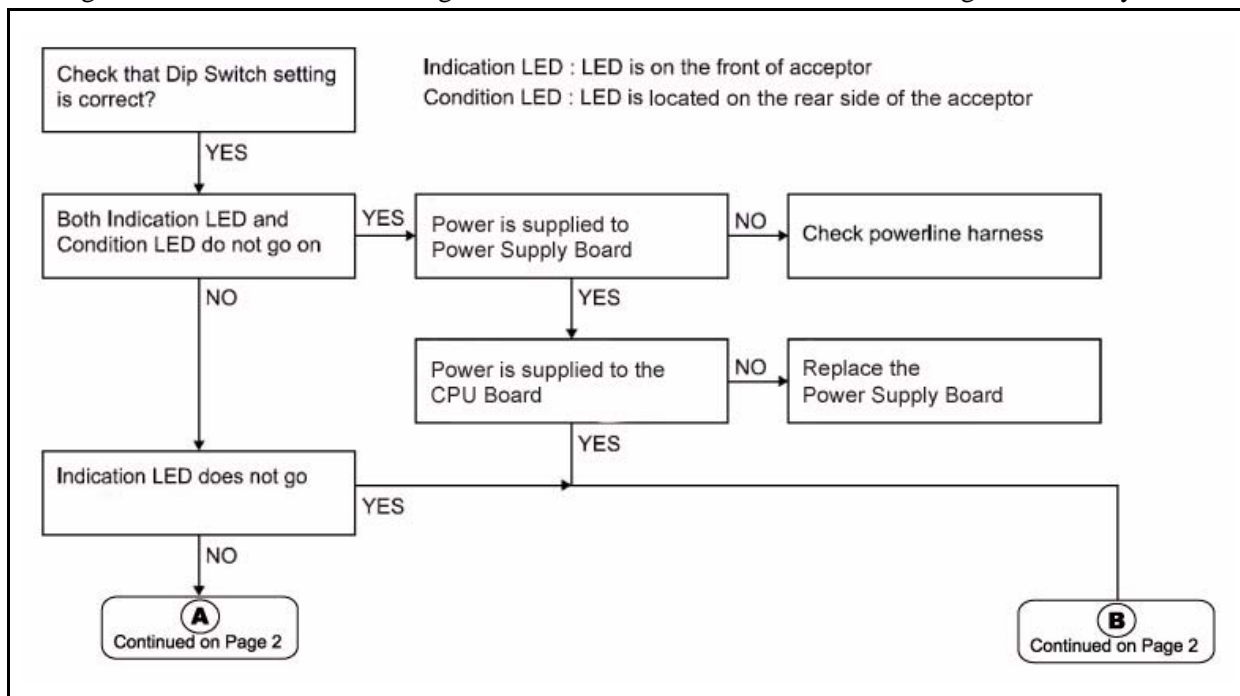 Check that Dip Switch setting
is correct?
Indication LED : LED is on the front of acceptor
Condition LED : LED is located on the rear side of the acceptor
YES
Both Indication LED and
Condition LED do not go on
YES
Power is supplied to
Power Supply Board
NO
Check powerline harness
NO
YES
Power is supplied to the
CPU Board
NO
Replace the
Power Supply Board
YES
Indication LED does not go
YES
NO
A
Continued on Page 2
B
Continued on Page 2